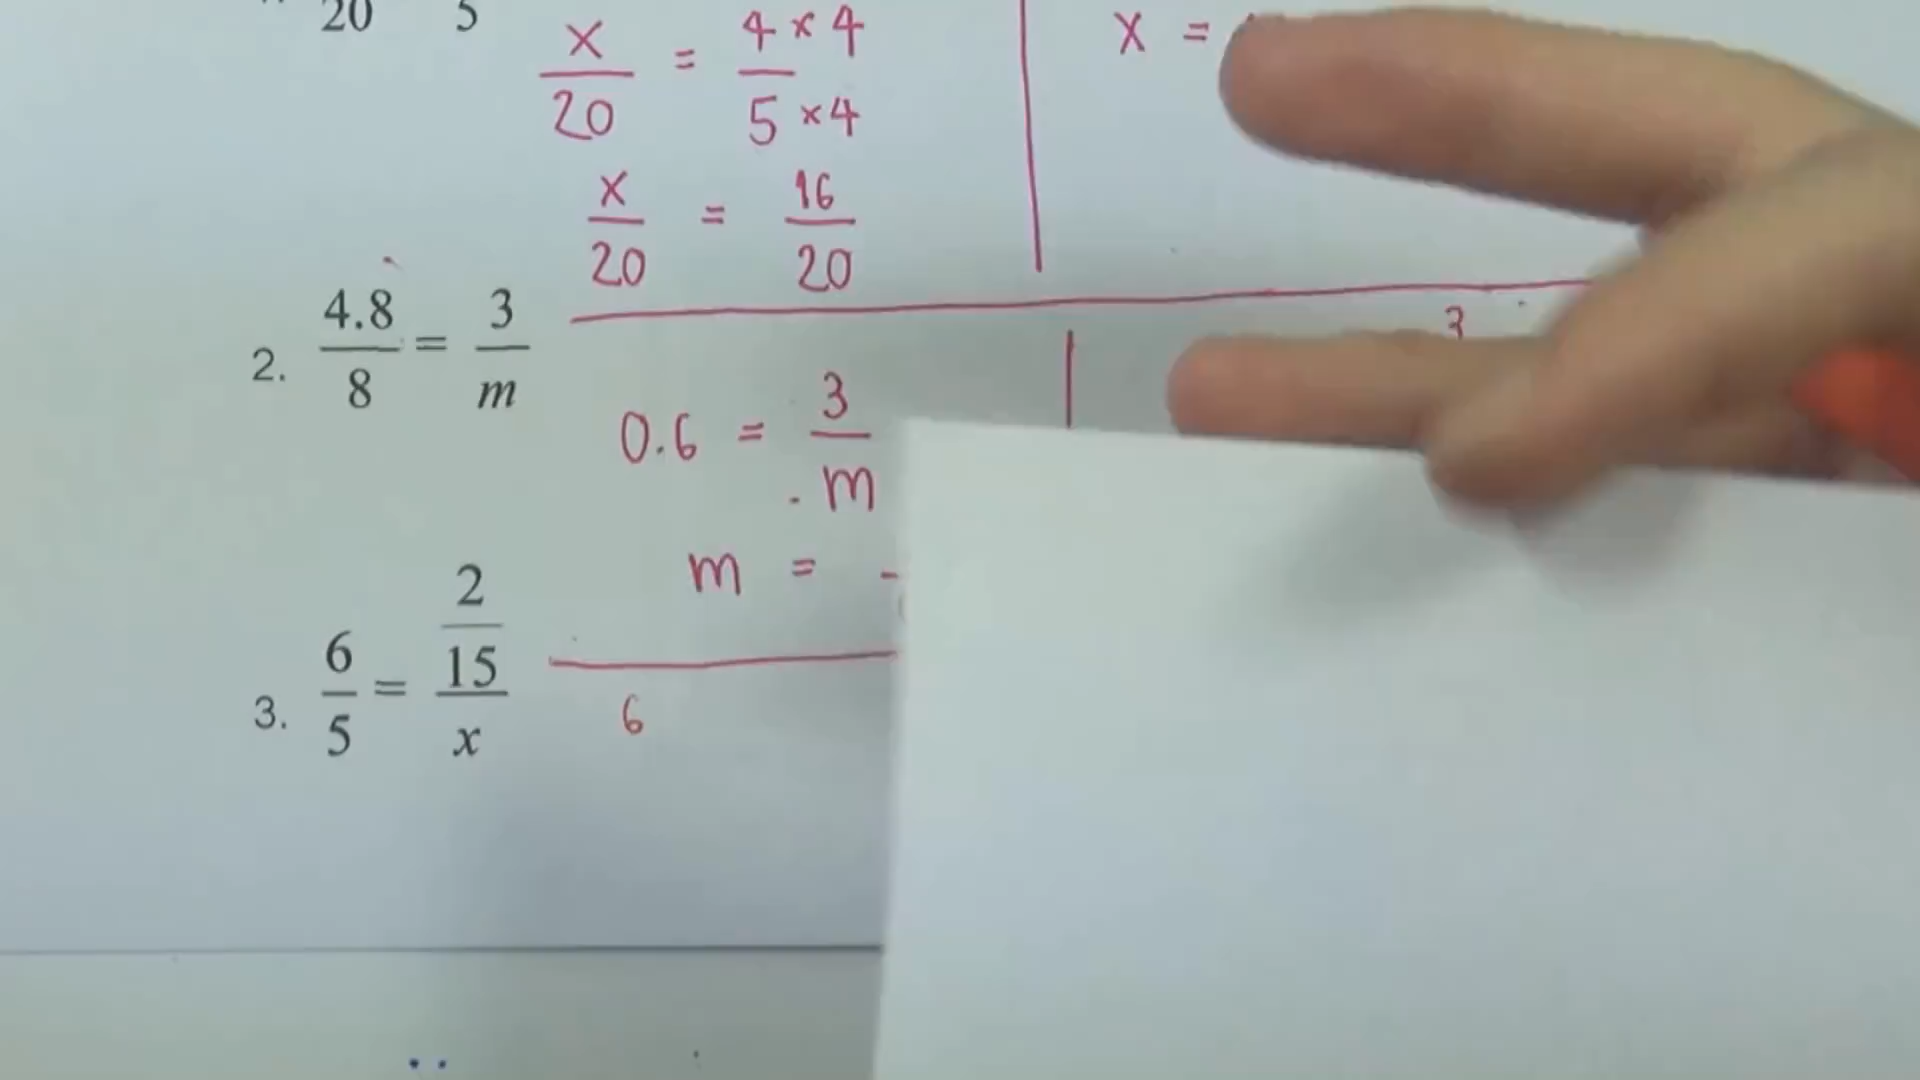 20 5
x/20 = 4 × 4/5 × 4
x =
x/20 = 16/20
2. 4.8/8 = 3/m
3
0.6 = 3/m
m =
3. 6/5 = 2/15/x
6